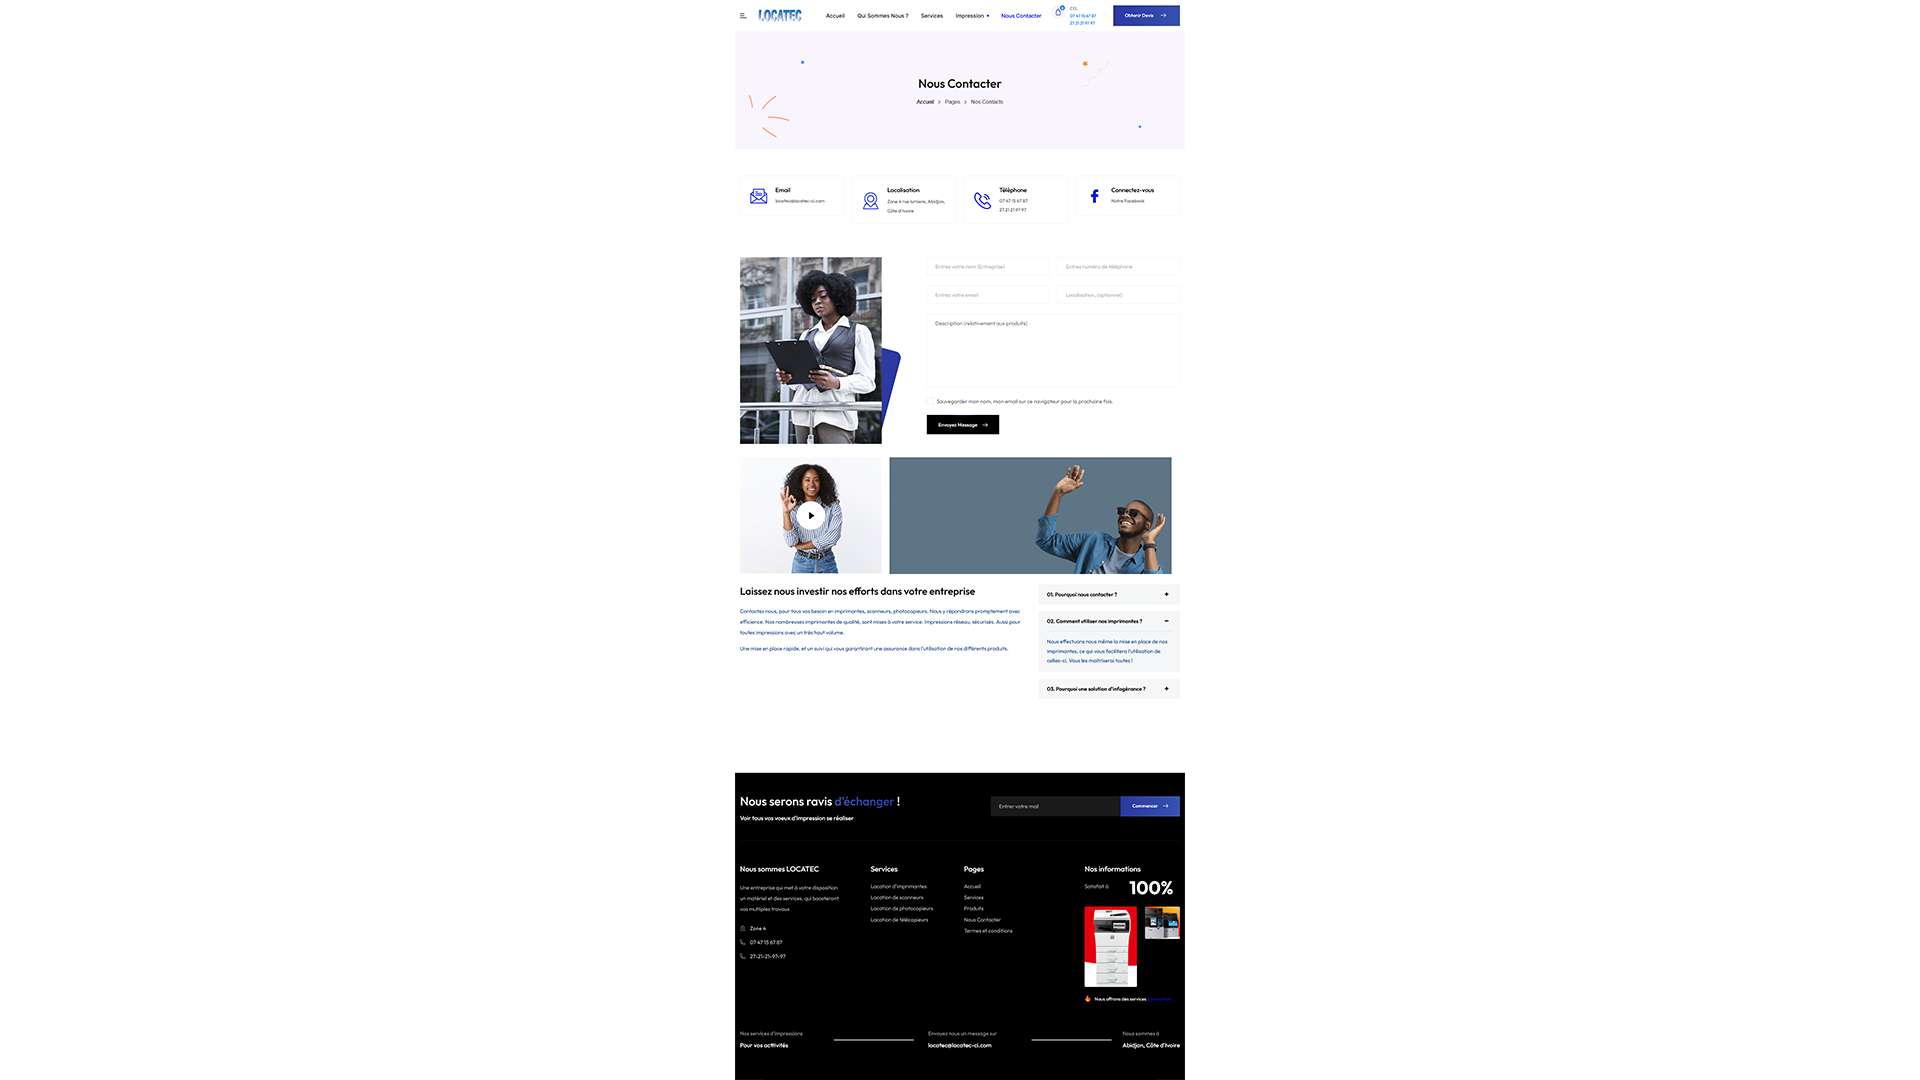 LOCATEC
Accueil
Qui Sommes Nous ?
Services
Impression
Nous Contacter
0
CEL
07 47 15 67 87
27 21 21 97 97
Obtenir Devis
Nous Contacter
Accueil > Pages > Nos Contacts
Email
locatec@locatec-ci.com
Localisation
Zone 4 rue lumiere, Abidjan,
Côte d'Ivoire
Téléphone
07 47 15 67 87
27 21 21 97 97
Connectez-vous
Notre Facebook
Entrez votre nom (Entreprise)
Entrez numéro de téléphone
Entrez votre email
Localisation, (optionnel)
Description (relativement aux produits)
Sauvegarder mon nom, mon email sur ce navigateur pour la prochaine fois.
Envoyez Message
Laissez nous investir nos efforts dans votre entreprise
Contactez nous, pour tous vos besoin en imprimantes, scanneurs, photocopieurs. Nous y répondrons promptement avec
efficience. Nos nombreuses imprimantes de qualité, sont mises à votre service. Impressions réseau, sécurisés. Aussi pour
toutes impressions avec un très haut volume.
Une mise en place rapide, et un suivi qui vous garantiront une assurance dans l'utilisation de nos différents produits.
01. Pourquoi nous contacter ?
02. Comment utiliser nos imprimantes ?
Nous effectuons nous même la mise en place de nos
imprimantes, ce qui vous facilitera l'utilisation de
celles-ci. Vous les maitriserai toutes !
03. Pourquoi une solution d'infogérance ?
Nous serons ravis d'échanger !
Voir tous vos voeux d'impression se réaliser
Entrer votre mail
Commencer
Nous sommes LOCATEC
Une entreprise qui met à votre disposition
un matériel et des services, qui boosteront
vos multiples travaux
Zone 4
07 47 15 67 87
27-21-21-97-97
Services
Location d'imprimantes
Location de scanneurs
Location de photocopieurs
Location de télécopieurs
Pages
Accueil
Services
Produits
Nous Contacter
Termes et conditions
Nos informations
Satisfait à
100%
Nous offrons des services
Nos services d'impressions
Pour vos acttivités
Envoyez nous un message sur
locatec@locatec-ci.com
Nous sommes à
Abidjan, Côte d'Ivoire